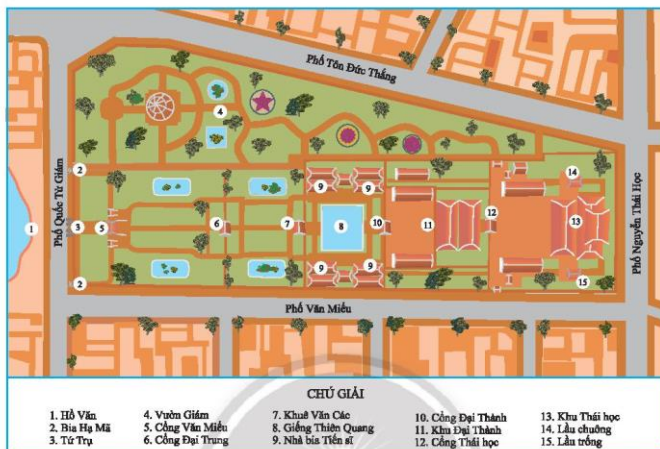 Phố Tôn Đức Thắng
4
2
9
9
14
Phố Quốc Tử Giám
1
3
5
6
7
8
10
11
12
13
Phố Nguyễn Thái Học
9
9
2
15
Phố Văn Miếu
CHÚ GIẢI
1. Hồ Văn
2. Bia Hạ Mã
3. Tứ Trụ
4. Vườn Giám
5. Cổng Văn Miếu
6. Cổng Đại Trung
7. Khuê Văn Các
8. Giếng Thiên Quang
9. Nhà bia Tiến sĩ
10. Cổng Đại Thành
11. Khu Đại Thành
12. Cổng Thái học
13. Khu Thái học
14. Lầu chuông
15. Lầu trống